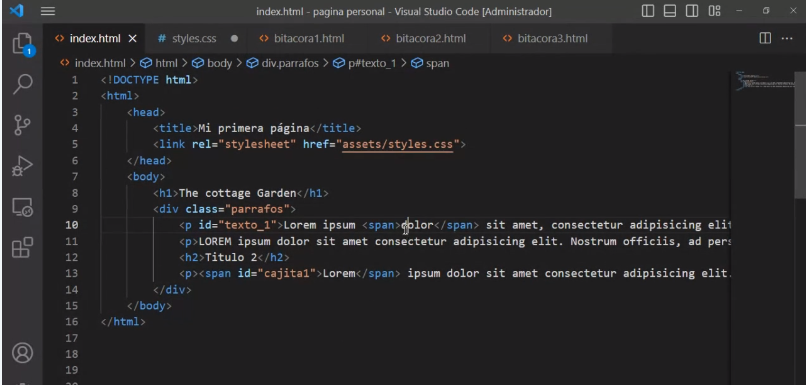 index.html - pagina personal - Visual Studio Code [Administrador]
<> index.html × # styles.css ● <> bitacora1.html <> bitacora2.html <> bitacora3.html
<> index.html > html > body > div.parrafos > p#texto_1 > span
1 <!DOCTYPE html>
2 <html>
3 <head>
4 <title>Mi primera página</title>
5 <link rel="stylesheet" href="assets/styles.css">
6 </head>
7 <body>
8 <h1>The cottage Garden</h1>
9 <div class="parrafos">
10 <p id="texto_1">Lorem ipsum <span>dolor</span> sit amet, consectetur adipisicing elit
11 <p>LOREM ipsum dolor sit amet consectetur adipisicing elit. Nostrum officiis, ad pers
12 <h2>Titulo 2</h2>
13 <p><span id="cajita1">Lorem</span> ipsum dolor sit amet consectetur adipisicing elit.
14 </div>
15 </body>
16 </html>
17
18
19
1